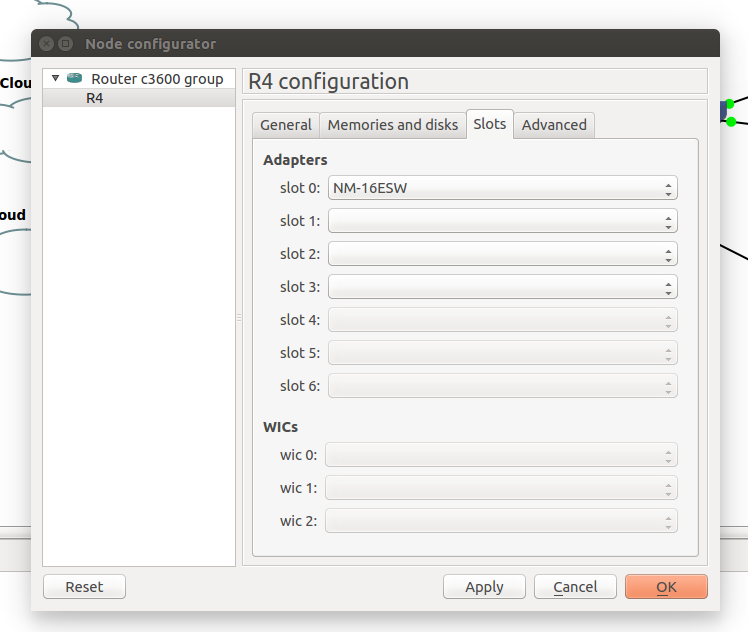 Node configurator
Clou
Router c3600 group
R4 configuration
R4
General Memories and disks Slots Advanced
Adapters
slot 0: NM-16ESW
slot 1:
oud
slot 2:
slot 3:
slot 4:
slot 5:
slot 6:
WICs
wic 0:
wic 1:
wic 2:
Reset Apply Cancel OK